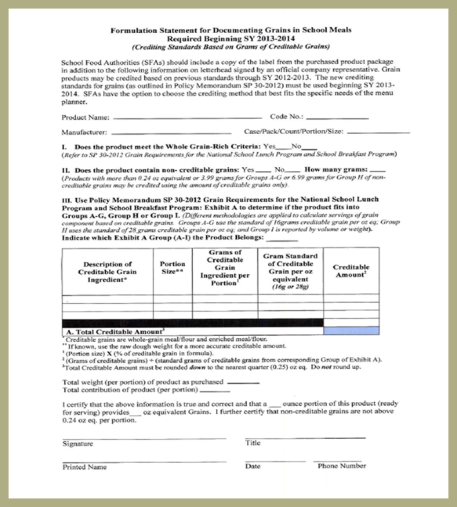 Formulation Statement for Documenting Grains in School Meals
Required Beginning SY 2013-2014
(Crediting Standards Based on Grams of Creditable Grains)
School Food Authorities (SFAs) should include a copy of the label from the purchased product package
in addition to the following information on letterhead signed by an official company representative. Grain
products may be credited based on previous standards through SY 2012-2013. The new crediting
standards for grains (as outlined in Policy Memorandum SP 30-2012) must be used beginning SY 2013-
2014. SFAs have the option to choose the crediting method that best fits the specific needs of the menu
planner.
Product Name: Code No.:
Manufacturer: Case/Pack/Count/Portion/Size:
I. Does the product meet the Whole Grain-Rich Criteria: Yes___No___
(Refer to SP 30-2012 Grain Requirements for the National School Lunch Program and School Breakfast Program)
II. Does the product contain non- creditable grains: Yes ___ No___ How many grams: ____
(Products with more than 0.24 oz equivalent or 3.99 grams for Groups A-G or 6.99 grams for Group H of non-
creditable grains may be credited using the amount of creditable grains only).
III. Use Policy Memorandum SP 30-2012 Grain Requirements for the National School Lunch
Program and School Breakfast Program: Exhibit A to determine if the product fits into
Groups A-G, Group H or Group I. (Different methodologies are applied to calculate servings of grain
component based on creditable grains. Groups A-G use the standard of 16grams creditable grain per oz eq; Group
H uses the standard of 28 grams creditable grain per oz eq; and Group I is reported by volume or weight).
Indicate which Exhibit A Group (A-I) the Product Belongs: ______
Description of
Creditable Grain
Ingredient*
Portion
Size**
Grams of
Creditable
Grain
Ingredient per
Portion¹
Gram Standard
of Creditable
Grain per oz
equivalent
(16g or 28g)
Creditable
Amount²
A. Total Creditable Amount³
*Creditable grains are whole-grain meal/flour and enriched meal/flour.
**If known, use the raw dough weight for a more accurate creditable amount.
¹ (Portion size) X (% of creditable grain in formula).
² (Grams of creditable grains) ÷ (standard grams of creditable grains from corresponding Group of Exhibit A).
³Total Creditable Amount must be rounded down to the nearest quarter (0.25) oz eq. Do not round up.
Total weight (per portion) of product as purchased ______
Total contribution of product (per portion) ______
I certify that the above information is true and correct and that a ___ ounce portion of this product (ready
for serving) provides___ oz equivalent Grains. I further certify that non-creditable grains are not above
0.24 oz eq. per portion.
Signature Title
Printed Name Date Phone Number